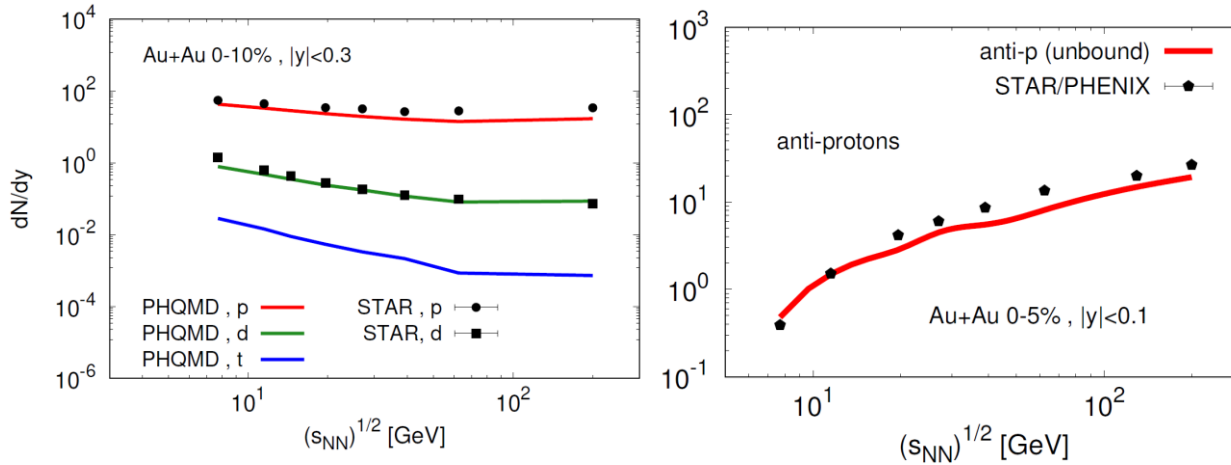 10^4
Au+Au 0-10% , |y|<0.3
10^2
10^0
dN/dy
10^-2
10^-4
PHQMD , p
STAR , p
PHQMD , d
STAR, d
PHQMD , t
10^-6
10^1
10^2
(s_NN)^1/2 [GeV]
10^3
anti-p (unbound)
STAR/PHENIX
10^2
anti-protons
10^1
10^0
Au+Au 0-5% , |y|<0.1
10^-1
10^1
10^2
(s_NN)^1/2 [GeV]